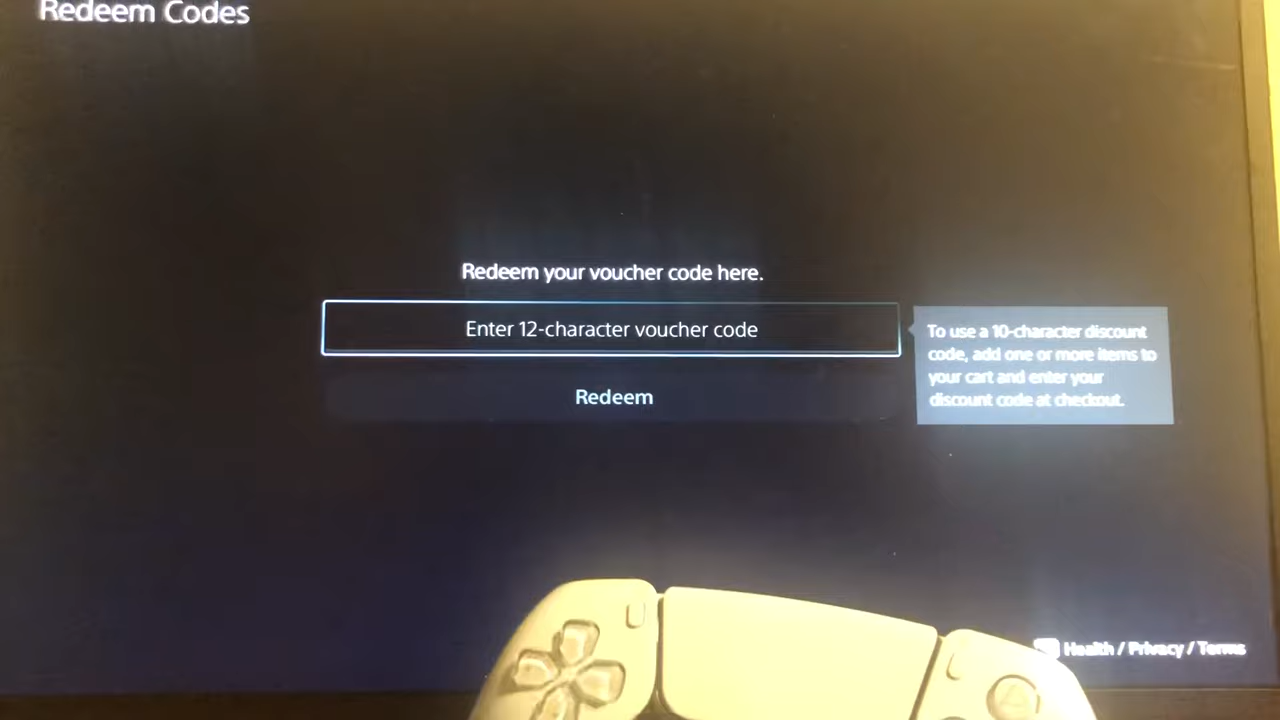 Redeem Codes
Redeem your voucher code here.
Enter 12-character voucher code
To use a 10-character discount
code, add one or more items to
your cart and enter your
discount code at checkout.
Redeem
Health / Privacy / Terms